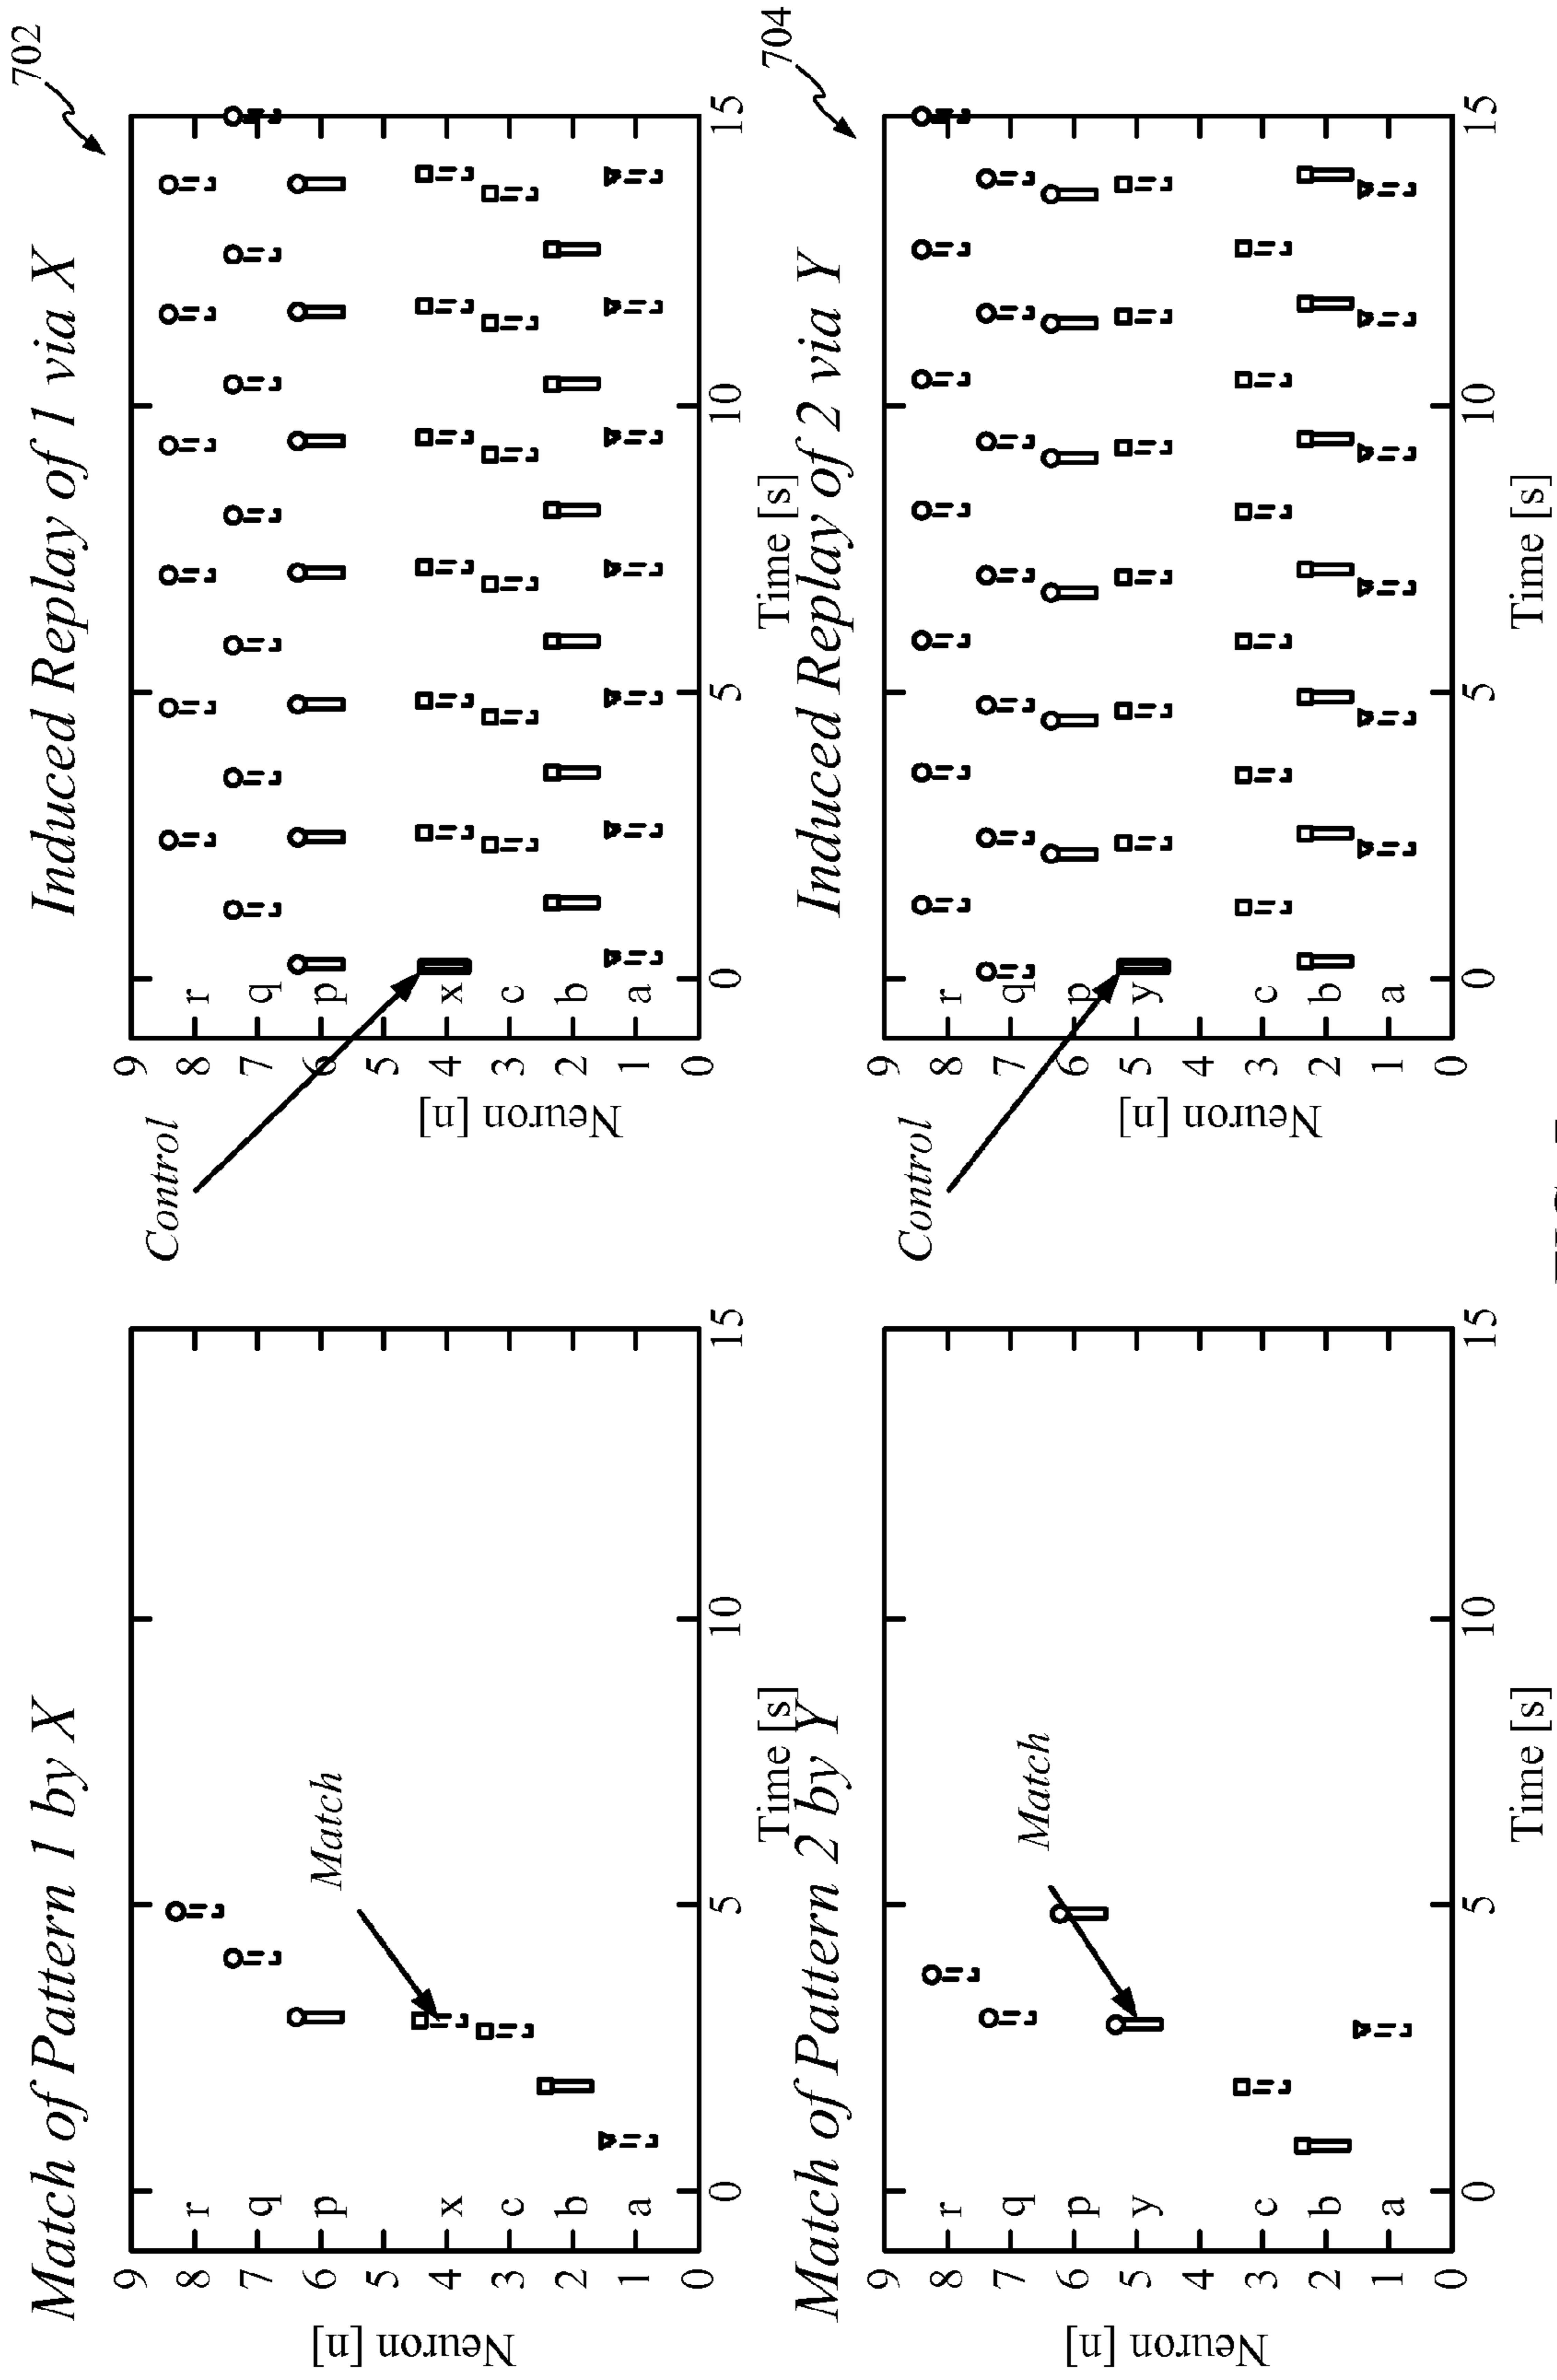 Match of Pattern 1 by X
9
8
7
6
5
4
3
2
1
0
Neuron [n]
r
q
p
x
c
b
a
Match
0 5 10 15
Time [s]
Induced Replay of 1 via X
702
Control
9
8
7
6
5
4
3
2
1
0
Neuron [n]
r
q
p
x
c
b
a
0 5 10 15
Time [s]
Match of Pattern 2 by Y
9
8
7
6
5
4
3
2
1
0
Neuron [n]
r
q
p
y
c
b
a
Match
0 5 10 15
Time [s]
Induced Replay of 2 via Y
704
Control
9
8
7
6
5
4
3
2
1
0
Neuron [n]
r
q
p
y
c
b
a
0 5 10 15
Time [s]